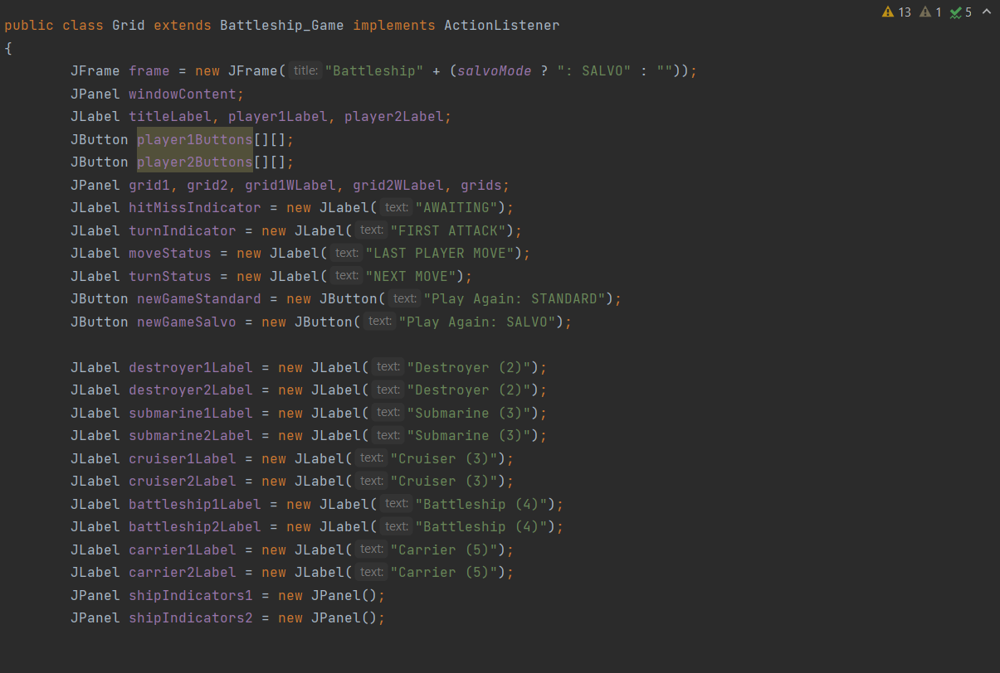 13 1 5
public class Grid extends Battleship_Game implements ActionListener
{
JFrame frame = new JFrame( title: "Battleship" + (salvoMode ? ": SALVO" : ""));
JPanel windowContent;
JLabel titleLabel, player1Label, player2Label;
JButton player1Buttons[][];
JButton player2Buttons[][];
JPanel grid1, grid2, grid1WLabel, grid2WLabel, grids;
JLabel hitMissIndicator = new JLabel( text: "AWAITING");
JLabel turnIndicator = new JLabel( text: "FIRST ATTACK");
JLabel moveStatus = new JLabel( text: "LAST PLAYER MOVE");
JLabel turnStatus = new JLabel( text: "NEXT MOVE");
JButton newGameStandard = new JButton( text: "Play Again: STANDARD");
JButton newGameSalvo = new JButton( text: "Play Again: SALVO");
JLabel destroyer1Label = new JLabel( text: "Destroyer (2)");
JLabel destroyer2Label = new JLabel( text: "Destroyer (2)");
JLabel submarine1Label = new JLabel( text: "Submarine (3)");
JLabel submarine2Label = new JLabel( text: "Submarine (3)");
JLabel cruiser1Label = new JLabel( text: "Cruiser (3)");
JLabel cruiser2Label = new JLabel( text: "Cruiser (3)");
JLabel battleship1Label = new JLabel( text: "Battleship (4)");
JLabel battleship2Label = new JLabel( text: "Battleship (4)");
JLabel carrier1Label = new JLabel( text: "Carrier (5)");
JLabel carrier2Label = new JLabel( text: "Carrier (5)");
JPanel shipIndicators1 = new JPanel();
JPanel shipIndicators2 = new JPanel();